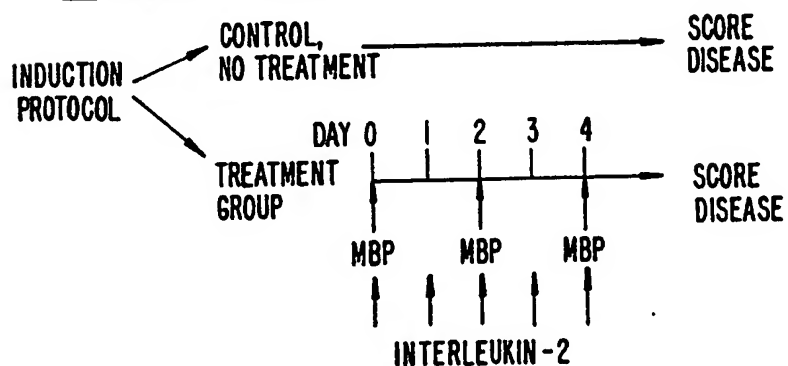 CONTROL,
NO TREATMENT
SCORE
DISEASE
INDUCTION
PROTOCOL
DAY 0 1 2 3 4
TREATMENT
GROUP
SCORE
DISEASE
MBP MBP MBP
INTERLEUKIN-2